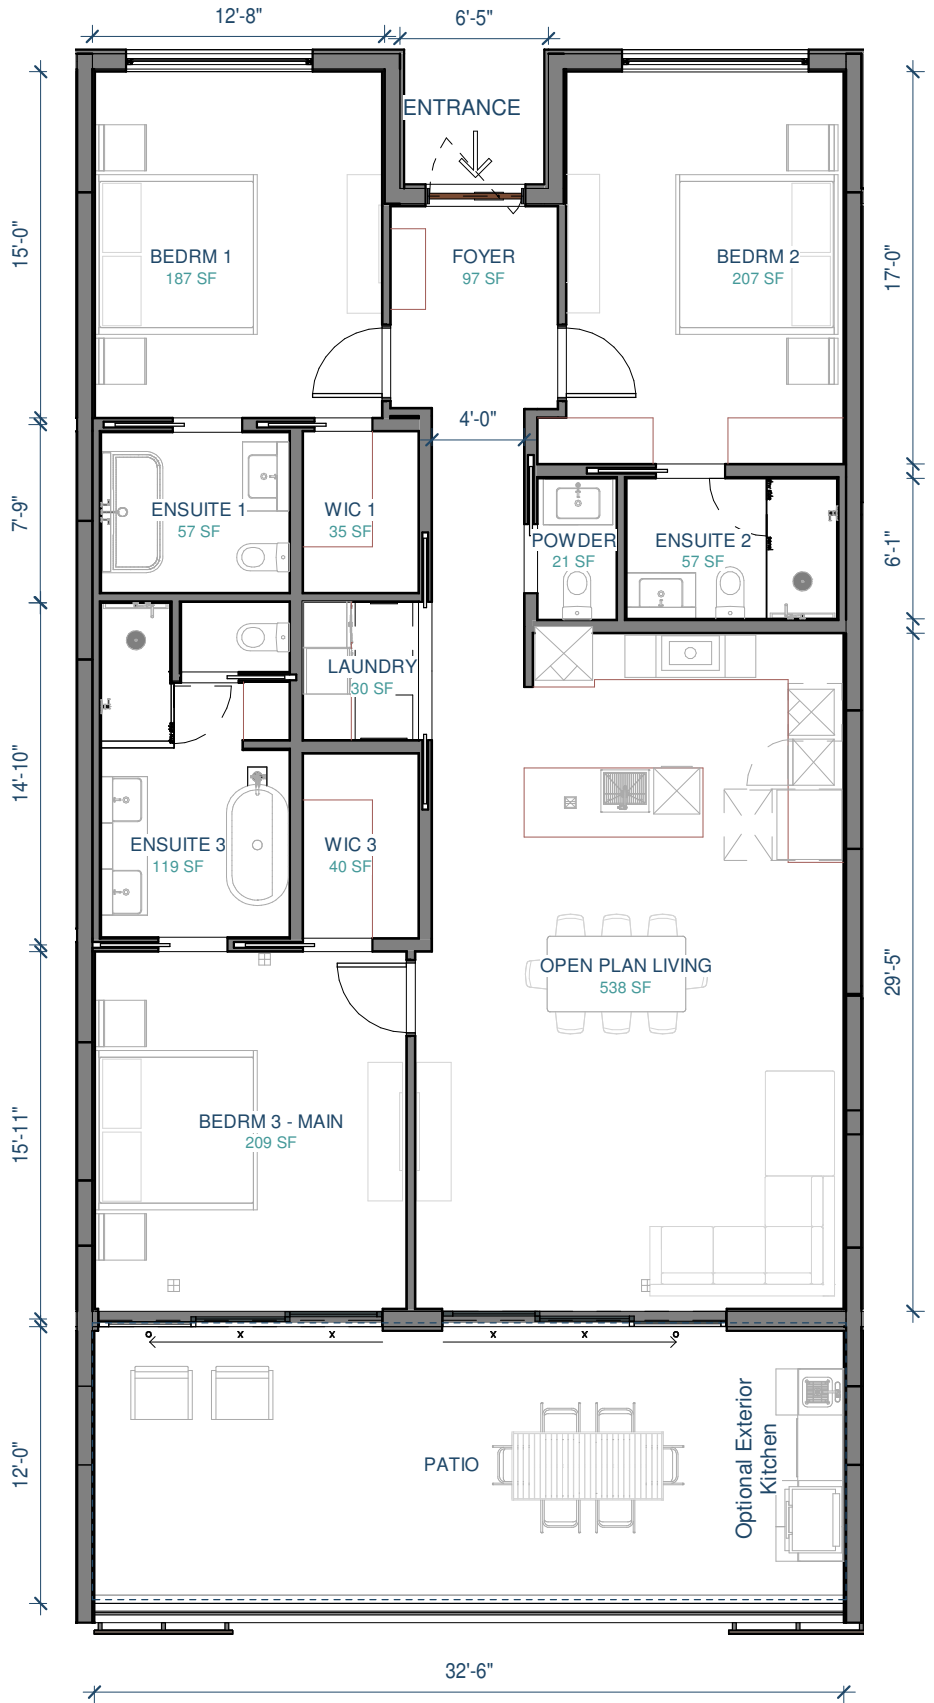 12'-8"
6'-5"
ENTRANCE
15'-0"
BEDRM 1
187 SF
FOYER
97 SF
BEDRM 2
207 SF
17'-0"
4'-0"
7'-9"
ENSUITE 1
57 SF
WIC 1
35 SF
POWDER
21 SF
ENSUITE 2
57 SF
6'-1"
LAUNDRY
30 SF
14'-10"
ENSUITE 3
119 SF
WIC 3
40 SF
OPEN PLAN LIVING
538 SF
29'-5"
15'-11"
BEDRM 3 - MAIN
209 SF
o x x x x o
12'-0"
PATIO
Optional Exterior
Kitchen
32'-6"